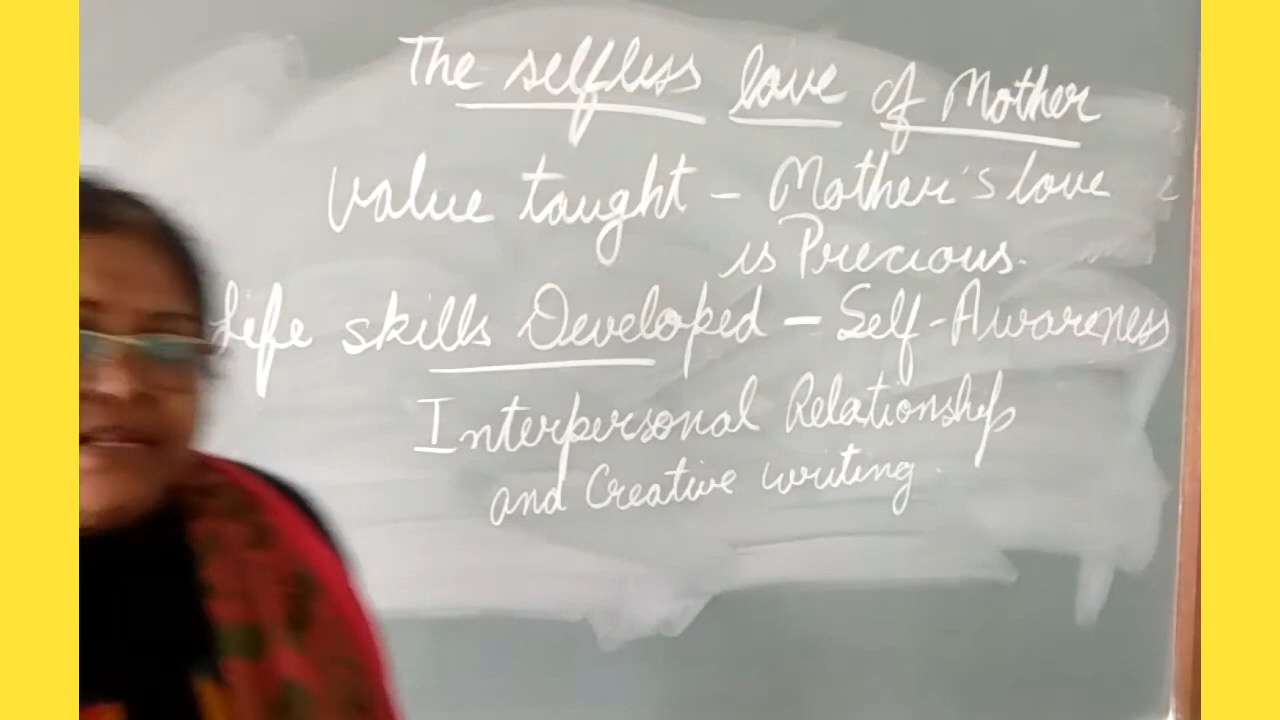 The selfless love of Mother
Value taught - Mother's love
is Precious.
Life skills Developed - Self-Awareness
Interpersonal Relationship
and Creative writing.